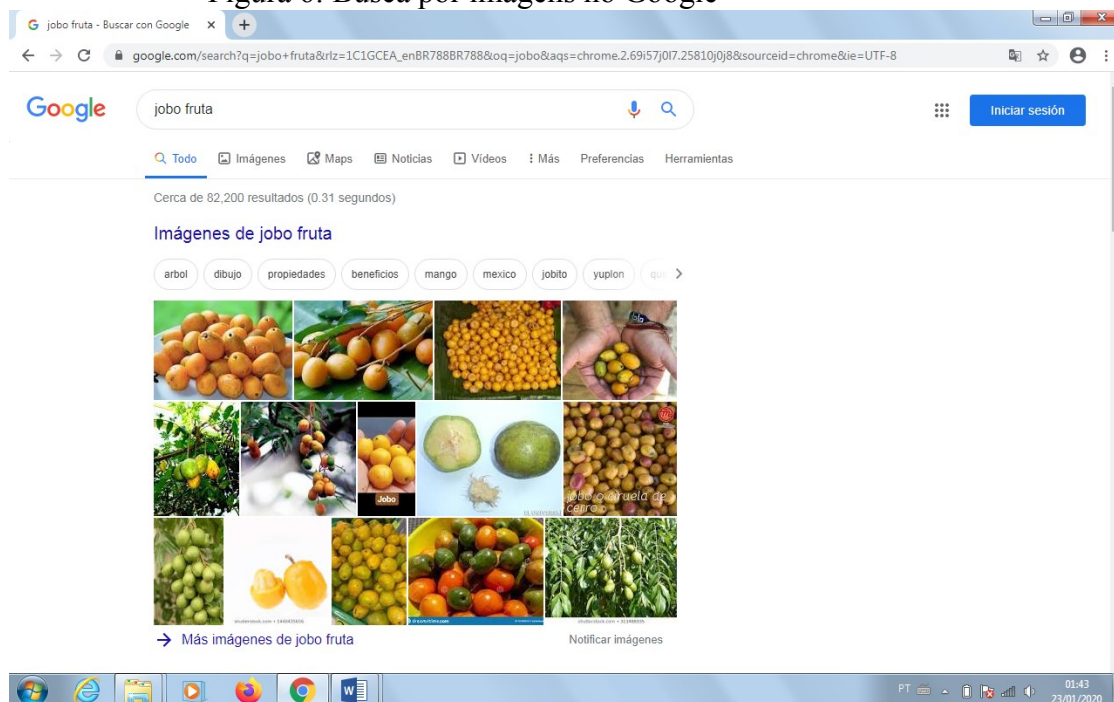 Figura 6: Busca por imagens no Google
jobo fruta - Buscar con Google
google.com/search?q=jobo+fruta&rlz=1C1GCEA_enBR788BR788&oq=jobo&aqs=chrome.2.69i57j0l7.25810j0j8&sourceid=chrome&ie=UTF-8
Google
jobo fruta
Iniciar sesión
Todo Imágenes Maps Noticias Vídeos Más Preferencias Herramientas
Cerca de 82,200 resultados (0.31 segundos)
Imágenes de jobo fruta
arbol dibujo propiedades beneficios mango mexico jobito yuplon
Jobo
jobo o ciruela de
cerro
Más imágenes de jobo fruta
Notificar imágenes
W
PT
01:43
23/01/2020